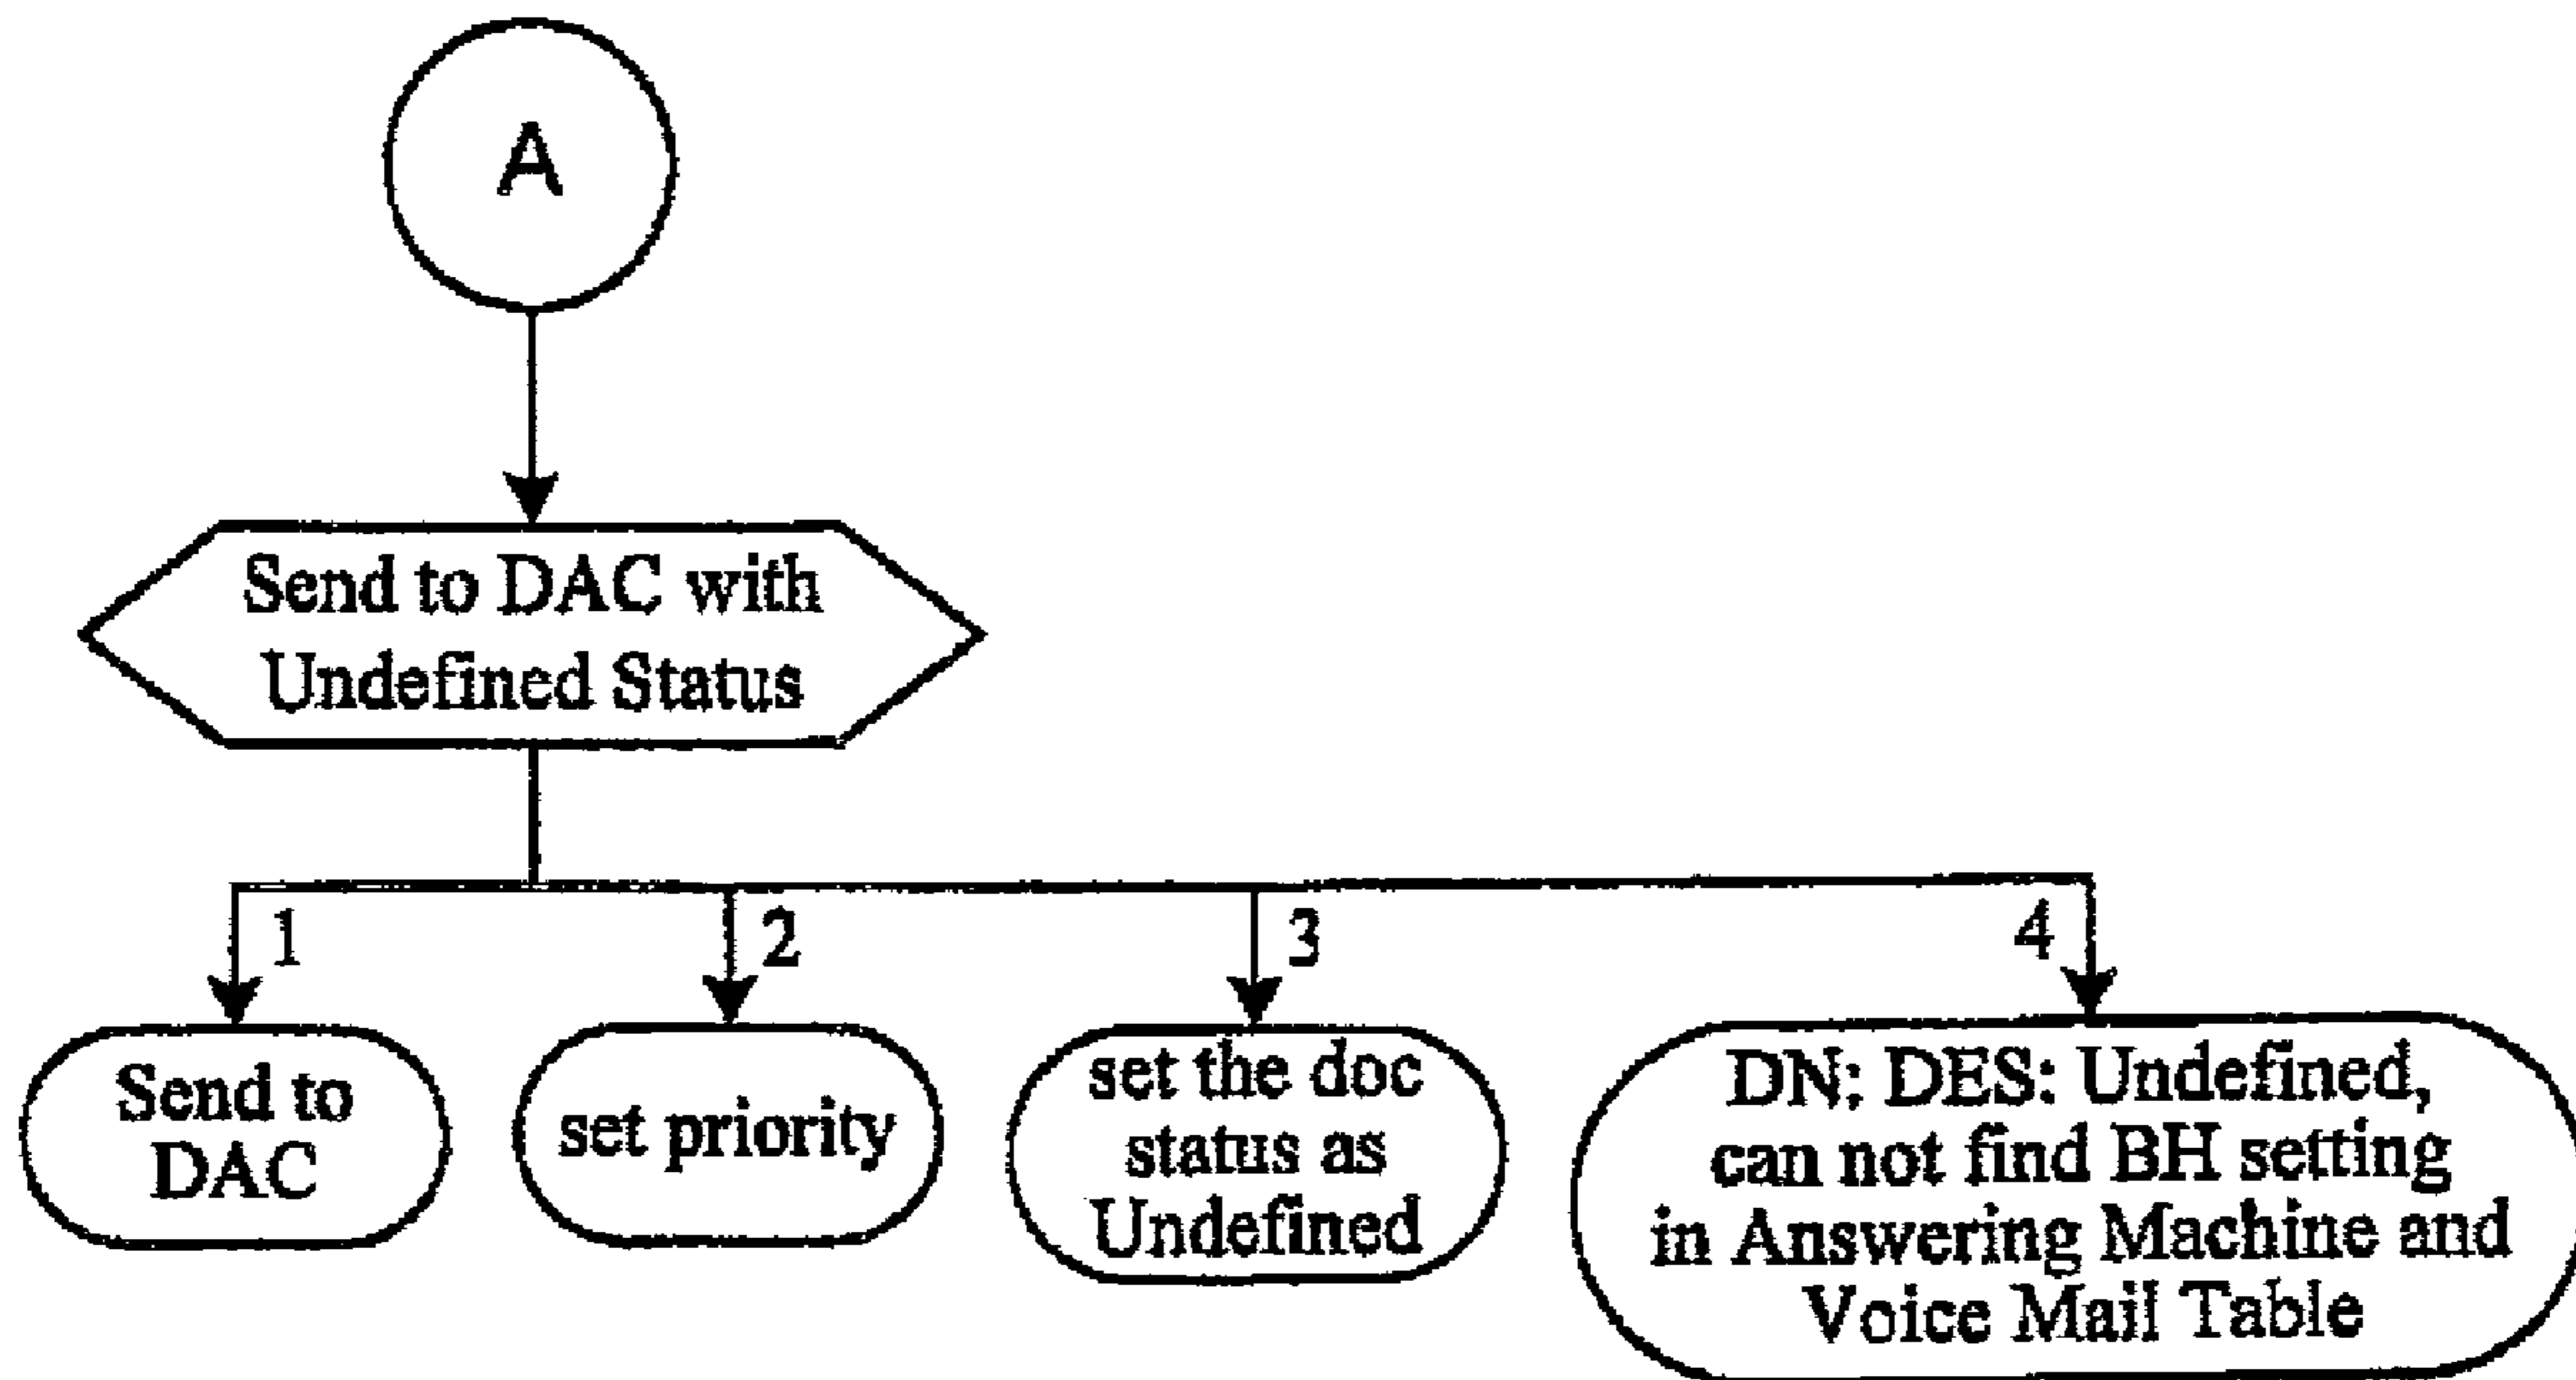 A
Send to DAC with
Undefined Status
1
2
3
4
Send to
DAC
set priority
set the doc
status as
Undefined
DN: DES: Undefined,
can not find BH setting
in Answering Machine and
Voice Mail Table